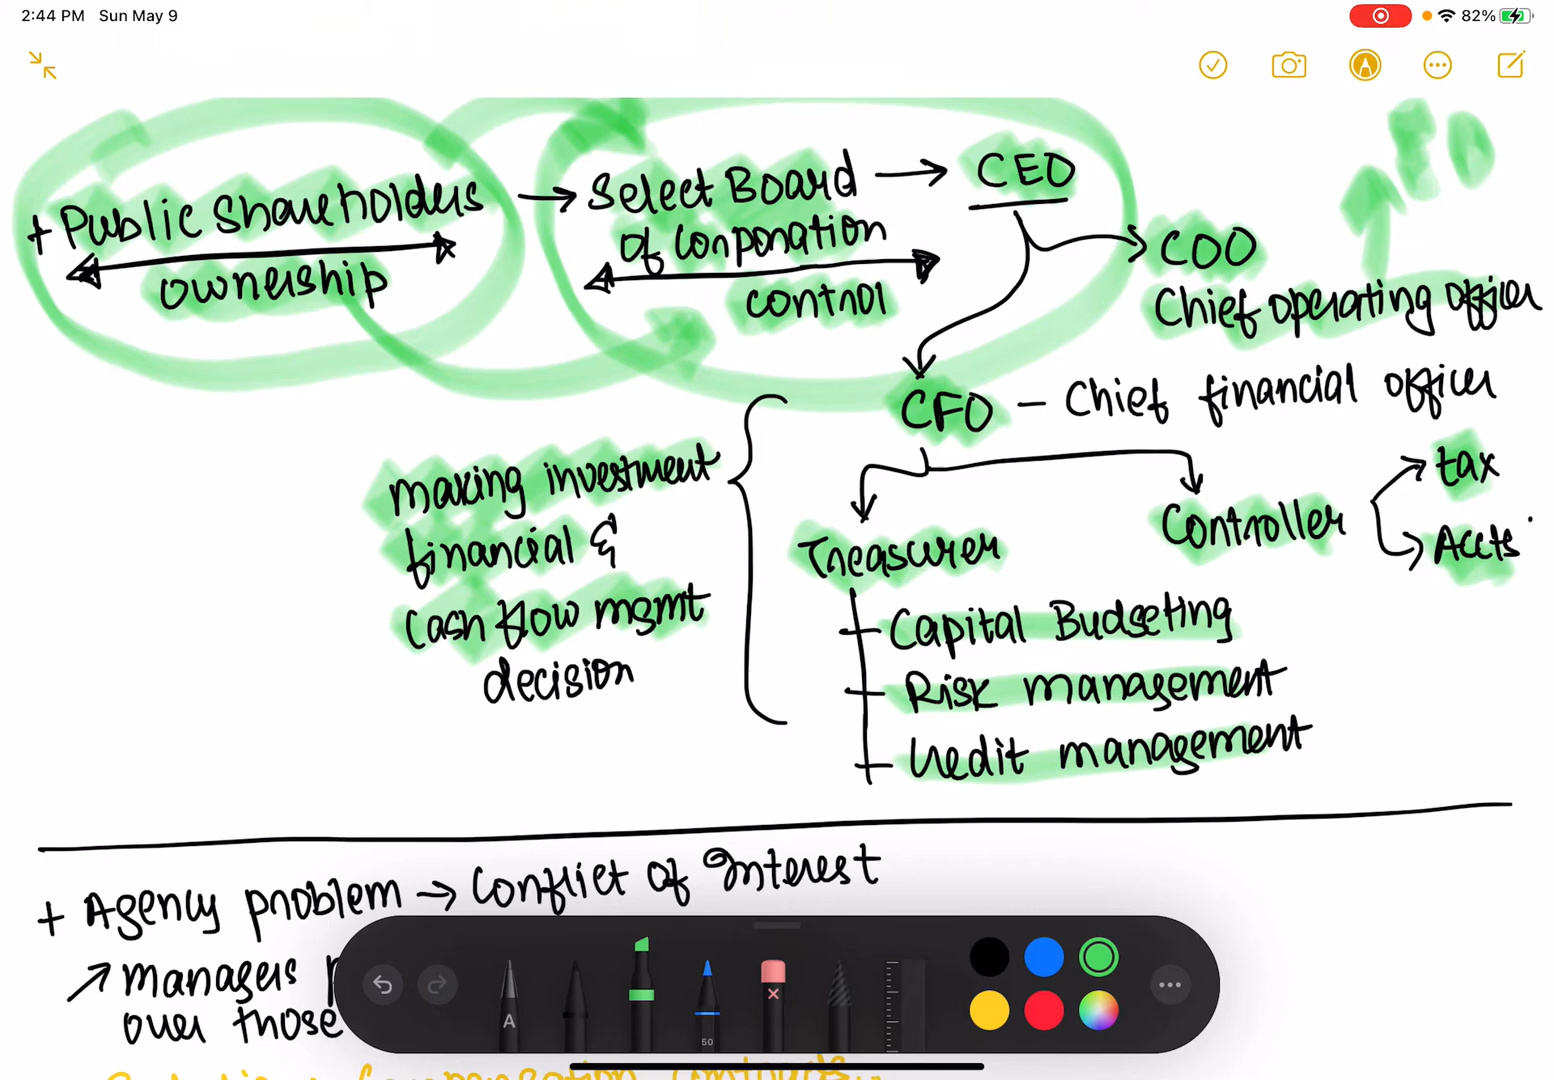 2:44 PM Sun May 9
82%
+ Public Shareholders → Select Board → CEO
of Corporation
ownership
control
COO
Chief operating officer
CFO – Chief financial officer
making investment
financial &
cash flow mgmt
decision
Treasurer
Controller
tax
Accts.
Capital Budgeting
Risk management
Credit management
+ Agency problem → Conflict of Interest
↗ managers
over those
A
50